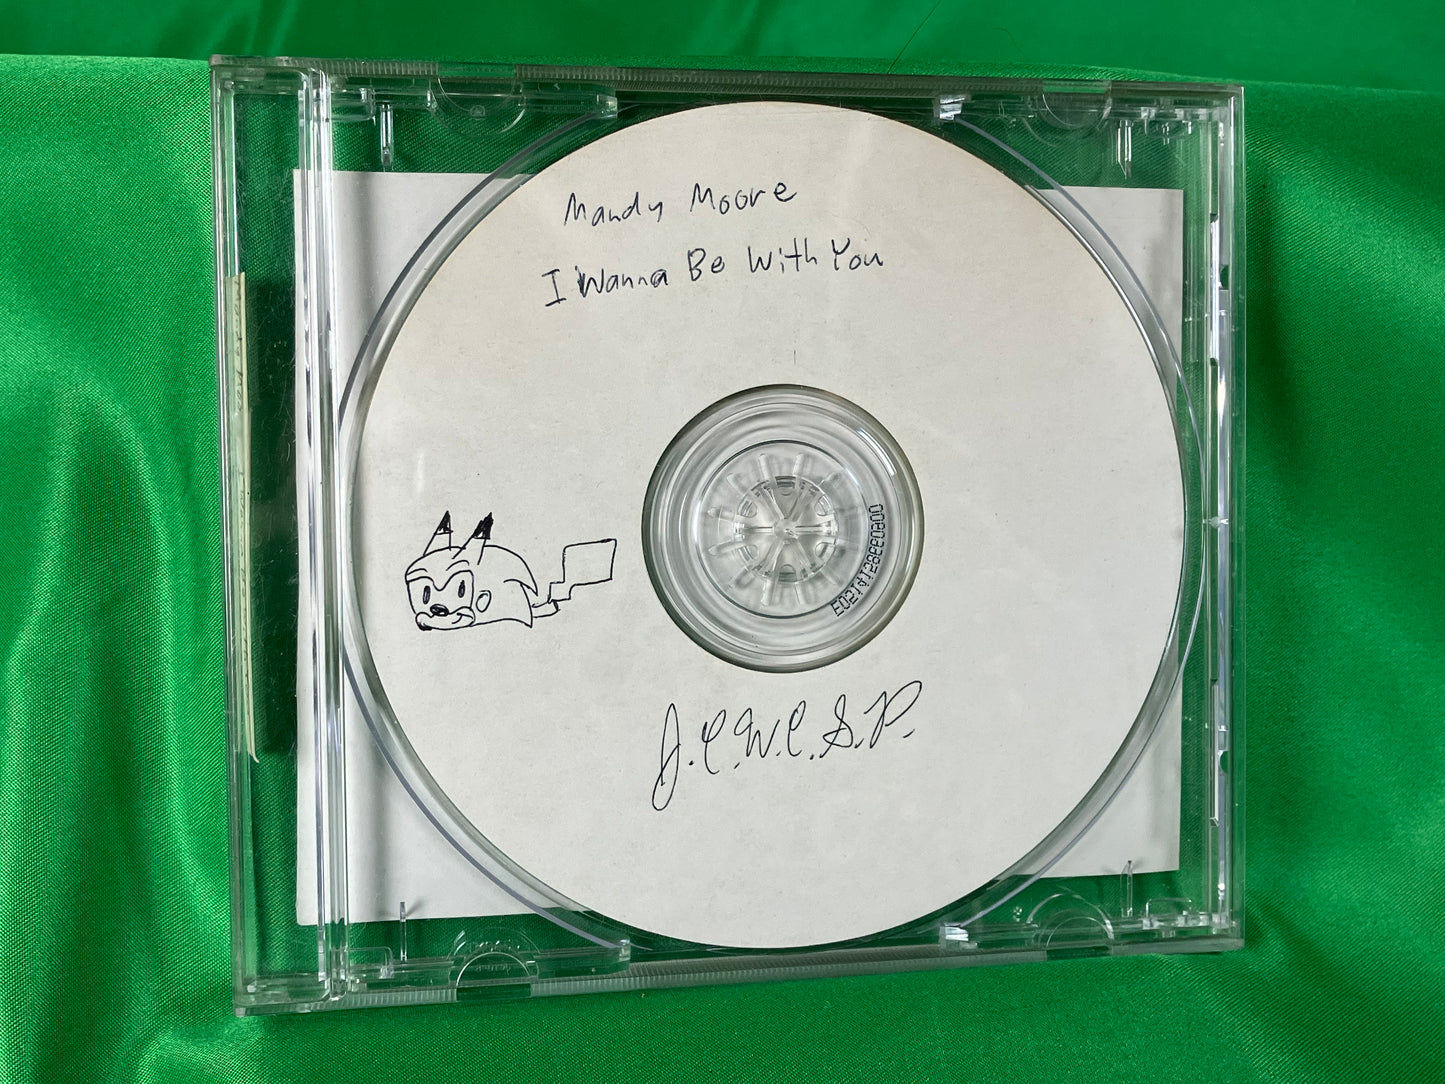 Mandy Moore
I Wanna Be With You
J.C.W.C.S.P.